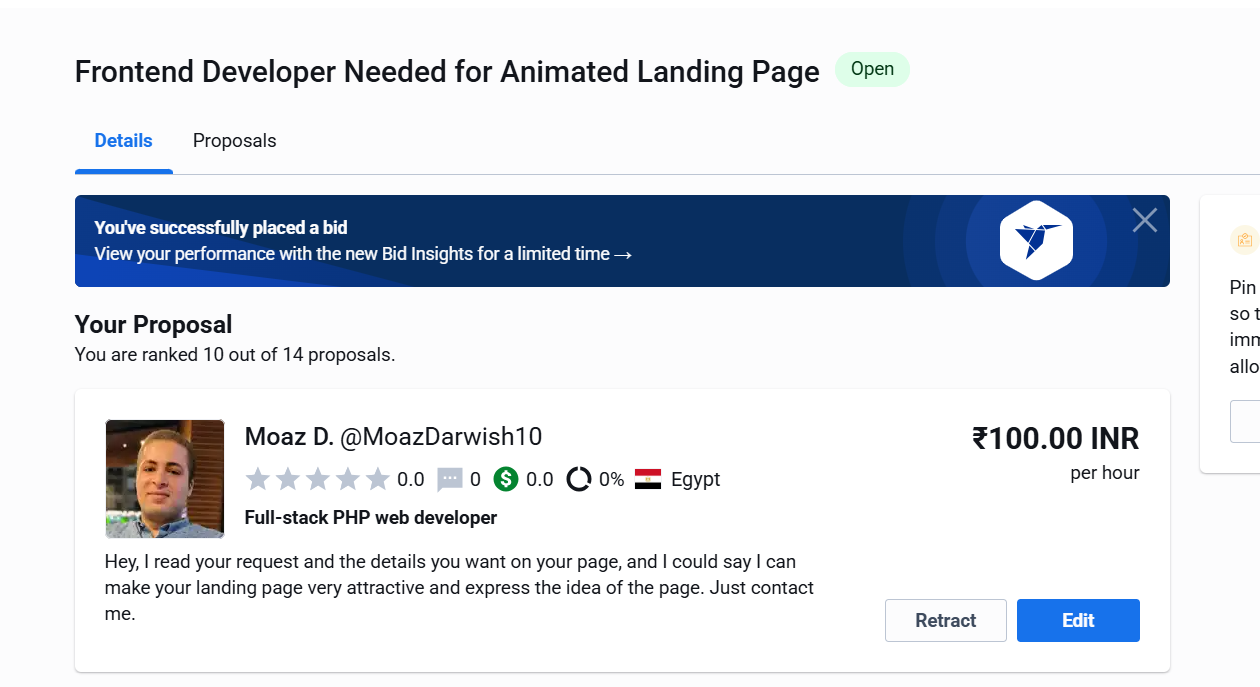 Frontend Developer Needed for Animated Landing Page Open
Details Proposals
You've successfully placed a bid
View your performance with the new Bid Insights for a limited time →
Your Proposal
You are ranked 10 out of 14 proposals.
Moaz D. @MoazDarwish10
₹100.00 INR
0.0 0 0.0 0% Egypt
per hour
Full-stack PHP web developer
Hey, I read your request and the details you want on your page, and I could say I can
make your landing page very attractive and express the idea of the page. Just contact
me.
Retract Edit
Pin
so t
imm
allo